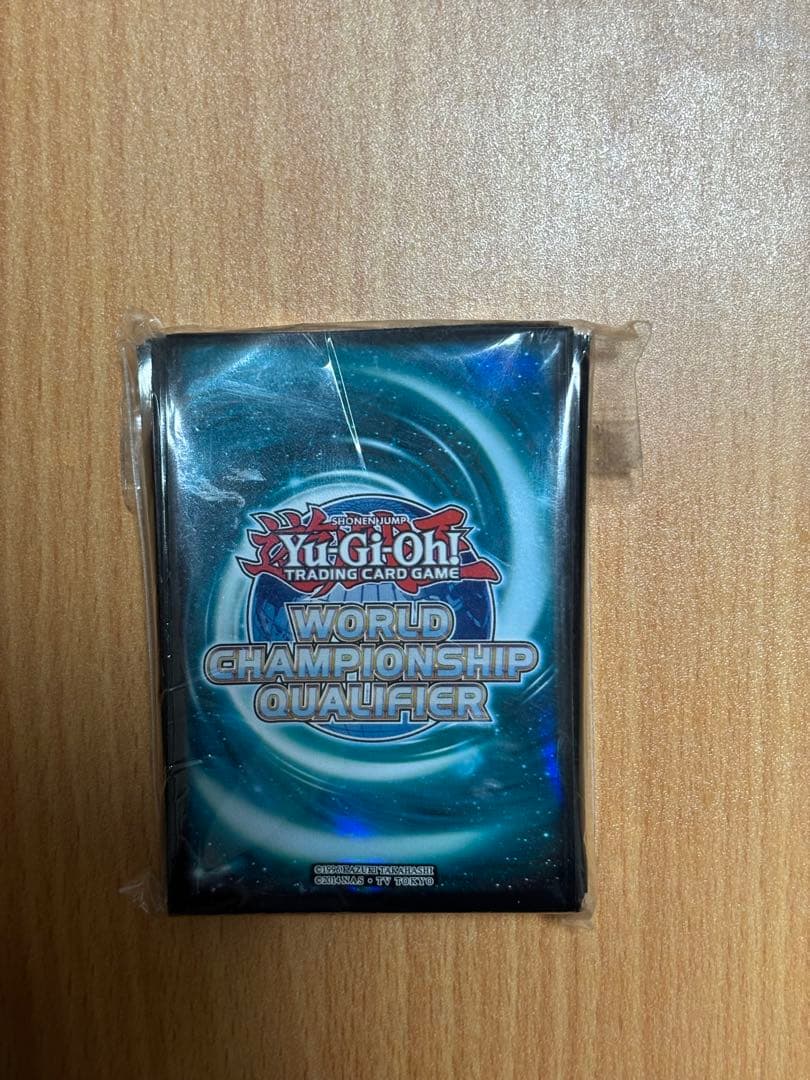 SHONEN JUMP
Yu-Gi-Oh!
TRADING CARD GAME
WORLD
CHAMPIONSHIP
QUALIFIER
©1996 KAZUKI TAKAHASHI
©2014 NAS • TV TOKYO